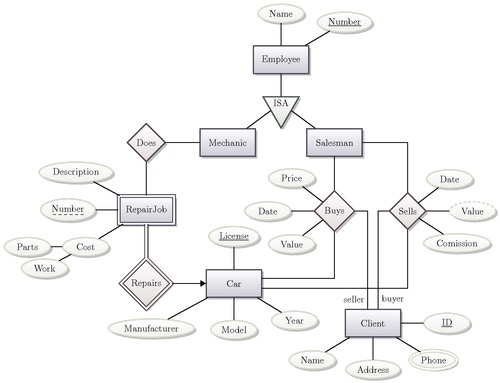 Name
Number
Employee
ISA
Does
Mechanic
Salesman
Description
Price
Date
Number
RepairJob
Date
Buys
Sells
Value
Parts
Cost
Value
Comission
Work
License
Repairs
Car
seller
buyer
Manufacturer
Model
Year
Client
ID
Name
Address
Phone